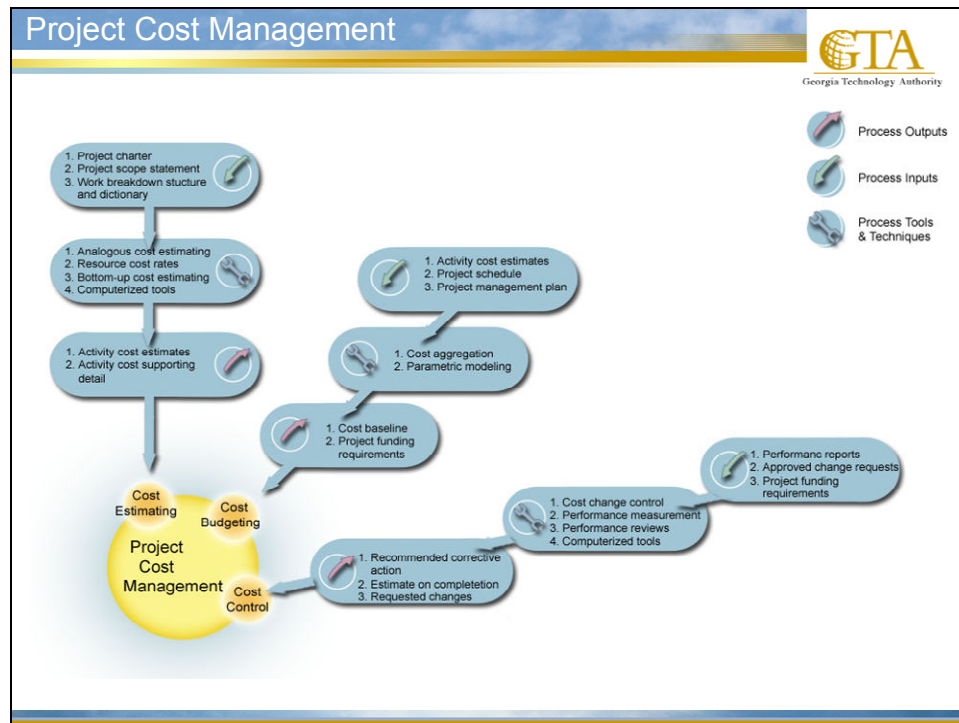 Project Cost Management
GTA
Georgia Technology Authority
Process Outputs
Process Inputs
Process Tools
& Techniques
1. Project charter
2. Project scope statement
3. Work breakdown stucture
and dictionary
1. Analogous cost estimating
2. Resource cost rates
3. Bottom-up cost estimating
4. Computerized tools
1. Activity cost estimates
2. Activity cost supporting
detail
1. Activity cost estimates
2. Project schedule
3. Project management plan
1. Cost aggregation
2. Parametric modeling
1. Cost baseline
2. Project funding
requirements
1. Performanc reports
2. Approved change requests
3. Project funding
requirements
1. Cost change control
2. Performance measurement
3. Performance reviews
4. Computerized tools
1. Recommended corrective
action
2. Estimate on completetion
3. Requested changes
Cost
Estimating
Cost
Budgeting
Project
Cost
Management
Cost
Control